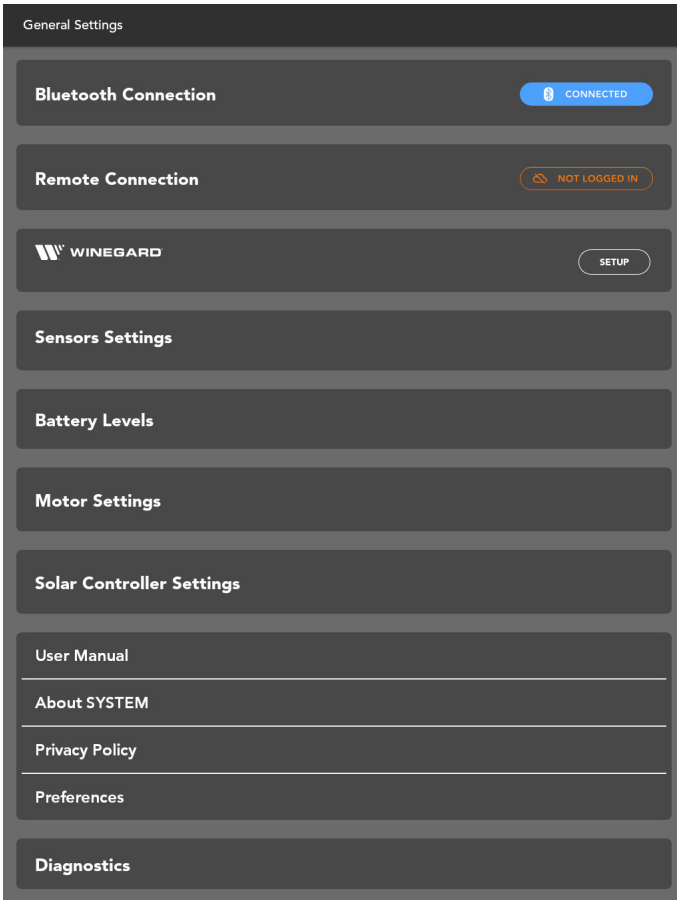 General Settings
Bluetooth Connection
CONNECTED
Remote Connection
NOT LOGGED IN
WINEGARD
SETUP
Sensors Settings
Battery Levels
Motor Settings
Solar Controller Settings
User Manual
About SYSTEM
Privacy Policy
Preferences
Diagnostics